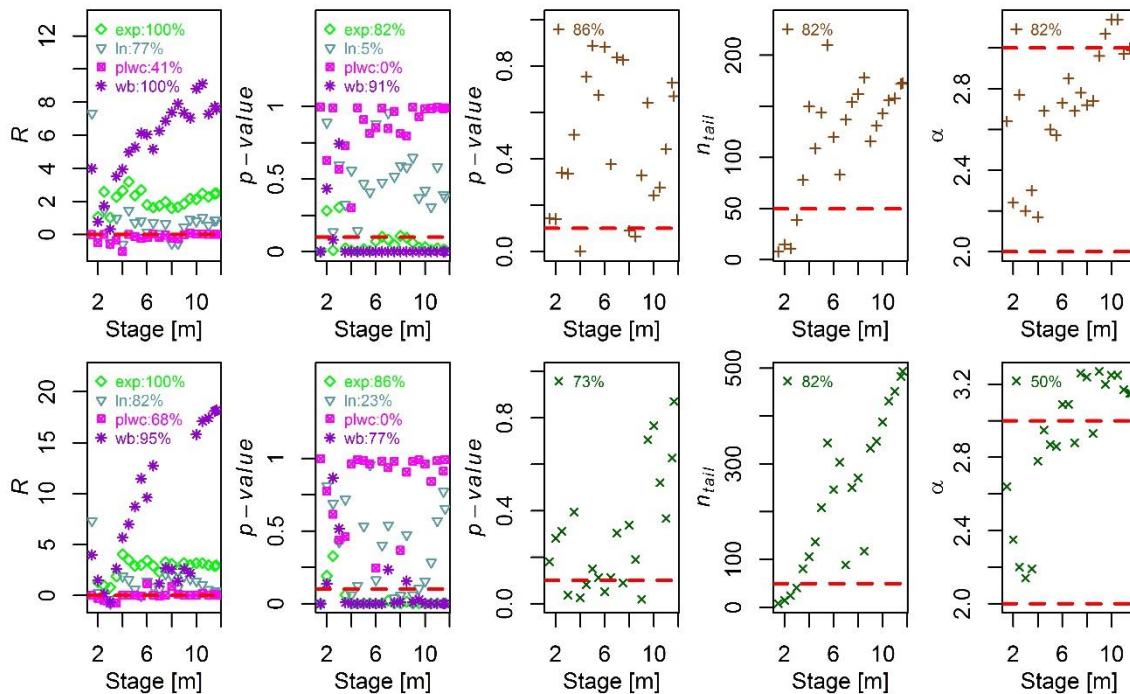 R
12
8
6
4
2
0
exp:100%
ln:77%
plwc:41%
wb:100%
2 6 10
Stage [m]
p − value
1
0.5
0
exp:82%
ln:5%
plwc:0%
wb:91%
2 6 10
Stage [m]
p − value
0.8
0.4
0.0
86%
2 6 10
Stage [m]
n_tail
200
150
100
50
0
82%
2 6 10
Stage [m]
α
2.8
2.4
2.0
82%
2 6 10
Stage [m]
R
20
15
10
5
0
exp:100%
ln:82%
plwc:68%
wb:95%
2 6 10
Stage [m]
p − value
1
0.5
0
exp:86%
ln:23%
plwc:0%
wb:77%
2 6 10
Stage [m]
p − value
0.8
0.4
0.0
73%
2 6 10
Stage [m]
n_tail
500
300
100
0
82%
2 6 10
Stage [m]
α
3.2
2.8
2.4
2.0
50%
2 6 10
Stage [m]